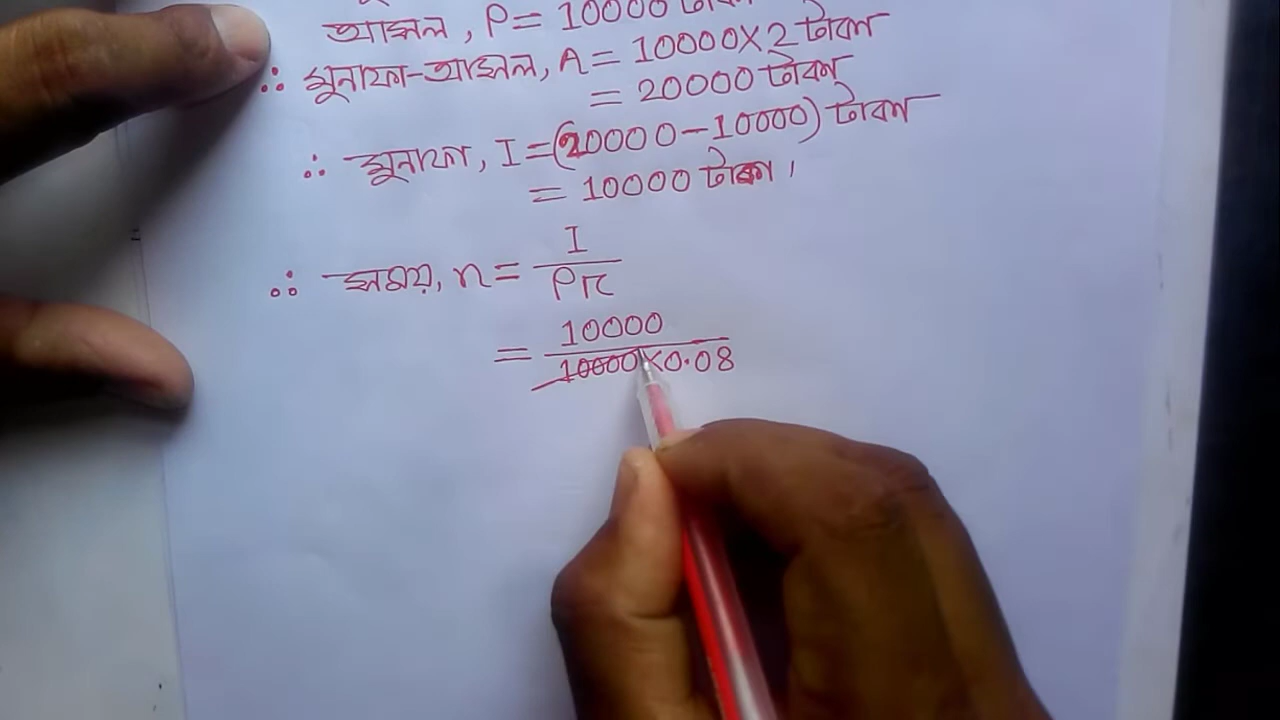 আসল, P = 10000 টাকা
∴ মুনাফা-আসল, A = 10000×2 টাকা
= 20000 টাকা
∴ মুনাফা, I = (20000-10000) টাকা
= 10000 টাকা।
∴ সময়, n = I/Pr
= 10000/10000×0.08